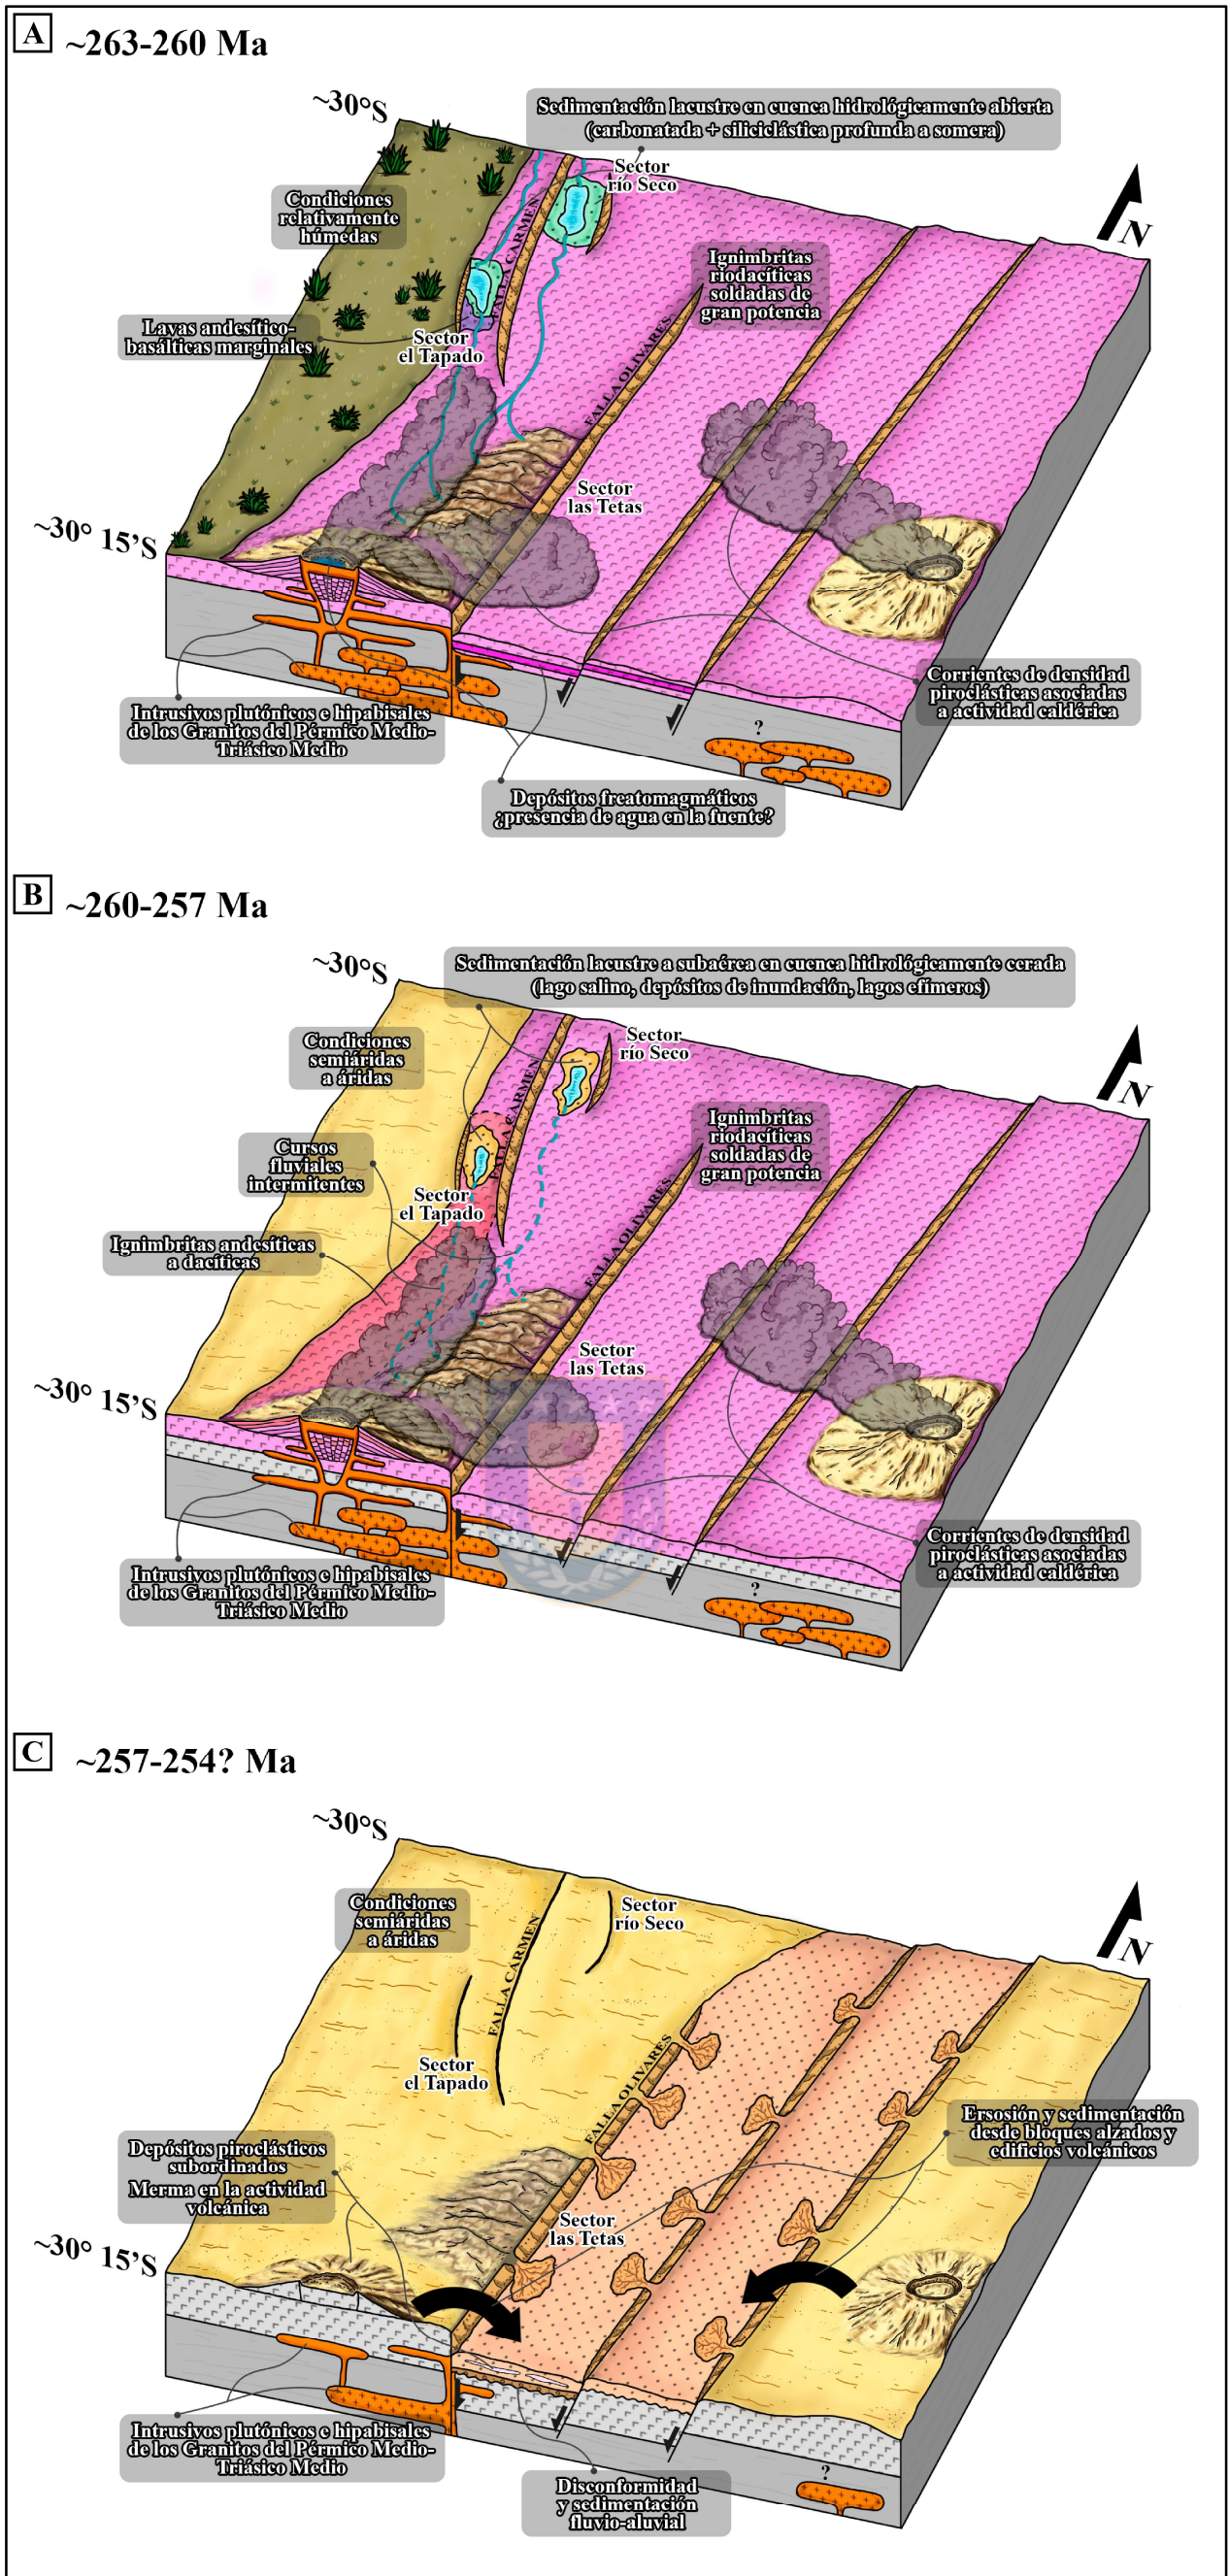 A ~263-260 Ma
~30°S
Sedimentación lacustre en cuenca hidrológicamente abierta
(carbonatada + siliciclástica profunda a somera)
Sector
río Seco
N
Condiciones
relativamente
húmedas
FALLA CARMEN
Ignimbritas
riodacíticas
soldadas de
gran potencia
Lavas andesítico-
basálticas marginales
Sector
el Tapado
FALLA OLIVARES
Sector
las Tetas
~30° 15'S
Corrientes de densidad
piroclásticas asociadas
a actividad caldérica
Intrusivos plutónicos e hipabisales
de los Granitos del Pérmico Medio-
Triásico Medio
?
Depósitos freatomagmáticos
¿presencia de agua en la fuente?
B ~260-257 Ma
~30°S
Sedimentación lacustre a subaérea en cuenca hidrológicamente cerada
(lago salino, depósitos de inundación, lagos efímeros)
Sector
río Seco
N
Condiciones
semiáridas
a áridas
FALLA CARMEN
Ignimbritas
riodacíticas
soldadas de
gran potencia
Cursos
fluviales
intermitentes
Sector
el Tapado
FALLA OLIVARES
Ignimbritas andesíticas
a dacíticas
Sector
las Tetas
~30° 15'S
Corrientes de densidad
piroclásticas asociadas
a actividad caldérica
Intrusivos plutónicos e hipabisales
de los Granitos del Pérmico Medio-
Triásico Medio
?
C ~257-254? Ma
~30°S
Condiciones
semiáridas
a áridas
Sector
río Seco
N
FALLA CARMEN
Sector
el Tapado
FALLA OLIVARES
Ersosión y sedimentación
desde bloques alzados y
edificios volcánicos
Depósitos piroclásticos
subordinados
Merma en la actividad
volcánica
Sector
las Tetas
~30° 15'S
Intrusivos plutónicos e hipabisales
de los Granitos del Pérmico Medio-
Triásico Medio
?
Disconformidad
y sedimentación
fluvio-aluvial